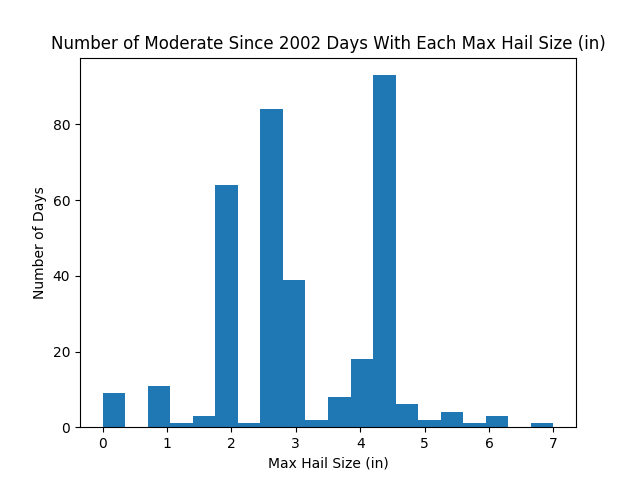 Number of Moderate Since 2002 Days With Each Max Hail Size (in)
Number of Days
80
60
40
20
0
0 1 2 3 4 5 6 7
Max Hail Size (in)